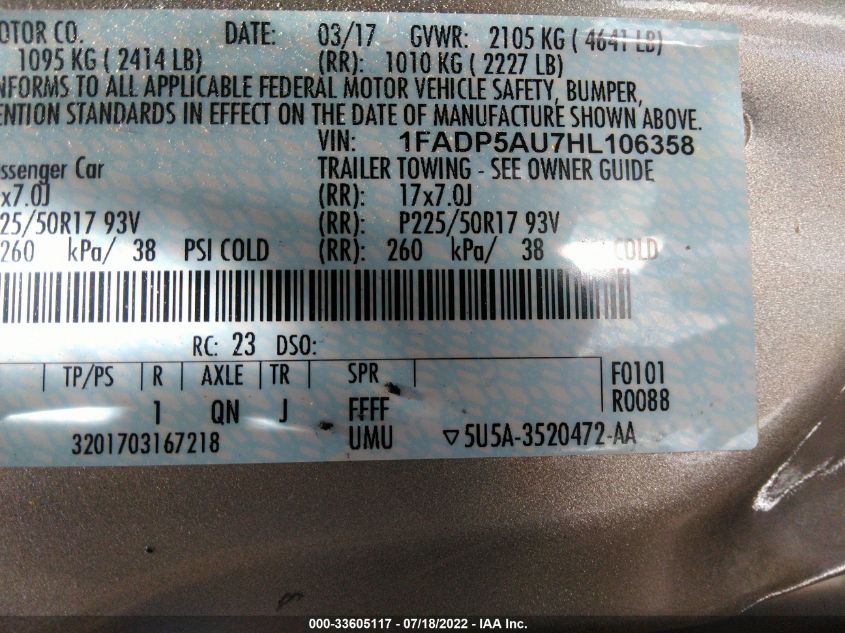 OTOR CO. DATE: 03/17 GVWR: 2105 KG ( 4641 LB)
1095 KG ( 2414 LB) (RR): 1010 KG ( 2227 LB)
NFORMS TO ALL APPLICABLE FEDERAL MOTOR VEHICLE SAFETY, BUMPER,
ENTION STANDARDS IN EFFECT ON THE DATE OF MANUFACTURE SHOWN ABOVE.
VIN: 1FADP5AU7HL106358
ssenger Car TRAILER TOWING - SEE OWNER GUIDE
x7.0J (RR): 17x7.0J
25/50R17 93V (RR): P225/50R17 93V
260 kPa/ 38 PSI COLD (RR): 260 kPa/ 38 COLD
RC: 23 DSO:
TP/PS R AXLE TR SPR F0101
1 QN J FFFF R0088
3201703167218 UMU ▽5U5A-3520472-AA
000-33605117 - 07/18/2022 - IAA Inc.